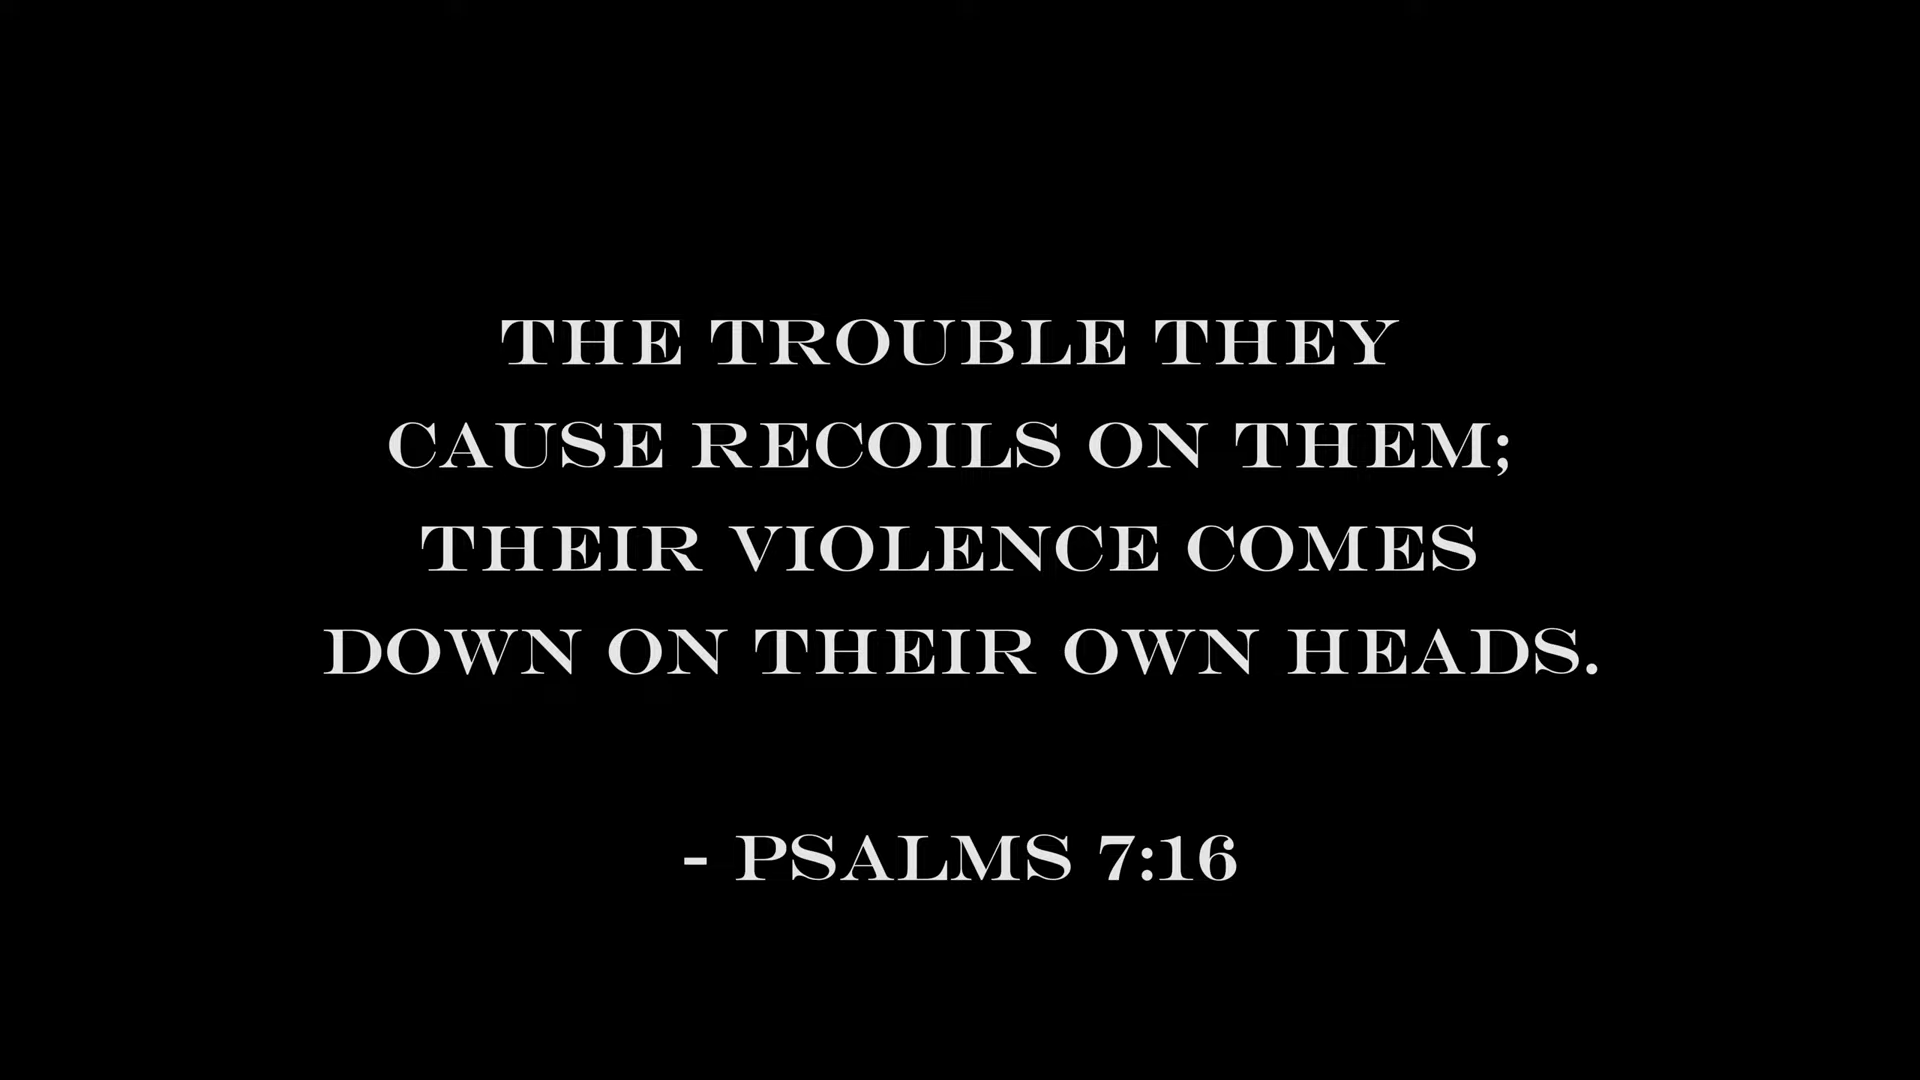 THE TROUBLE THEY
CAUSE RECOILS ON THEM;
THEIR VIOLENCE COMES
DOWN ON THEIR OWN HEADS.
- PSALMS 7:16